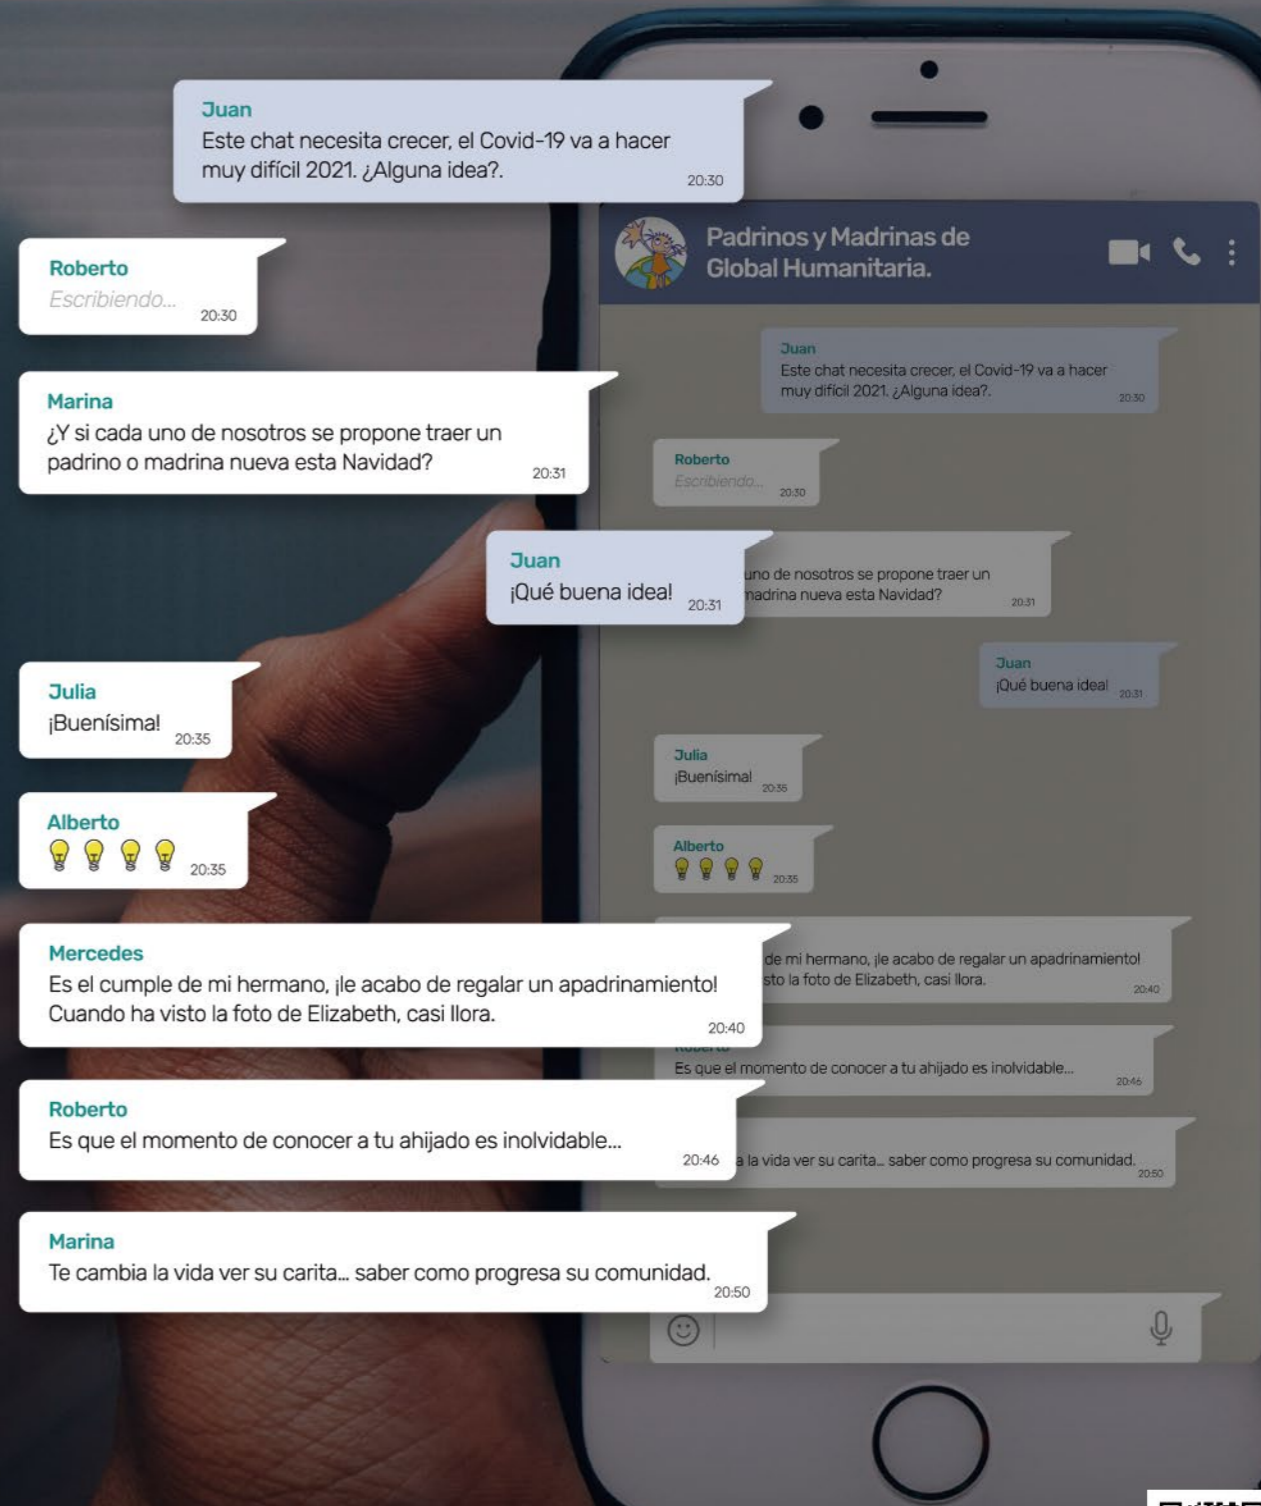 Juan
Este chat necesita crecer, el Covid-19 va a hacer
muy difícil 2021. ¿Alguna idea?.
20:30
Roberto
Escribiendo...
20:30
Marina
¿Y si cada uno de nosotros se propone traer un
padrino o madrina nueva esta Navidad?
20:31
Juan
¡Qué buena idea!
20:31
Julia
¡Buenísima!
20:35
Alberto
20:35
Mercedes
Es el cumple de mi hermano, ¡le acabo de regalar un apadrinamiento!
Cuando ha visto la foto de Elizabeth, casi llora.
20:40
Roberto
Es que el momento de conocer a tu ahijado es inolvidable...
20:46
Marina
Te cambia la vida ver su carita... saber como progresa su comunidad.
20:50
Padrinos y Madrinas de
Global Humanitaria.
Juan
Este chat necesita crecer, el Covid-19 va a hacer
muy difícil 2021. ¿Alguna idea?.
20:30
Roberto
Escribiendo...
20:30
uno de nosotros se propone traer un
madrina nueva esta Navidad?
20:31
Juan
¡Qué buena idea!
20:31
Julia
¡Buenísima!
20:35
Alberto
20:35
de mi hermano, ¡le acabo de regalar un apadrinamiento!
sto la foto de Elizabeth, casi llora.
20:40
Roberto
Es que el momento de conocer a tu ahijado es inolvidable...
20:46
a la vida ver su carita... saber como progresa su comunidad.
20:50